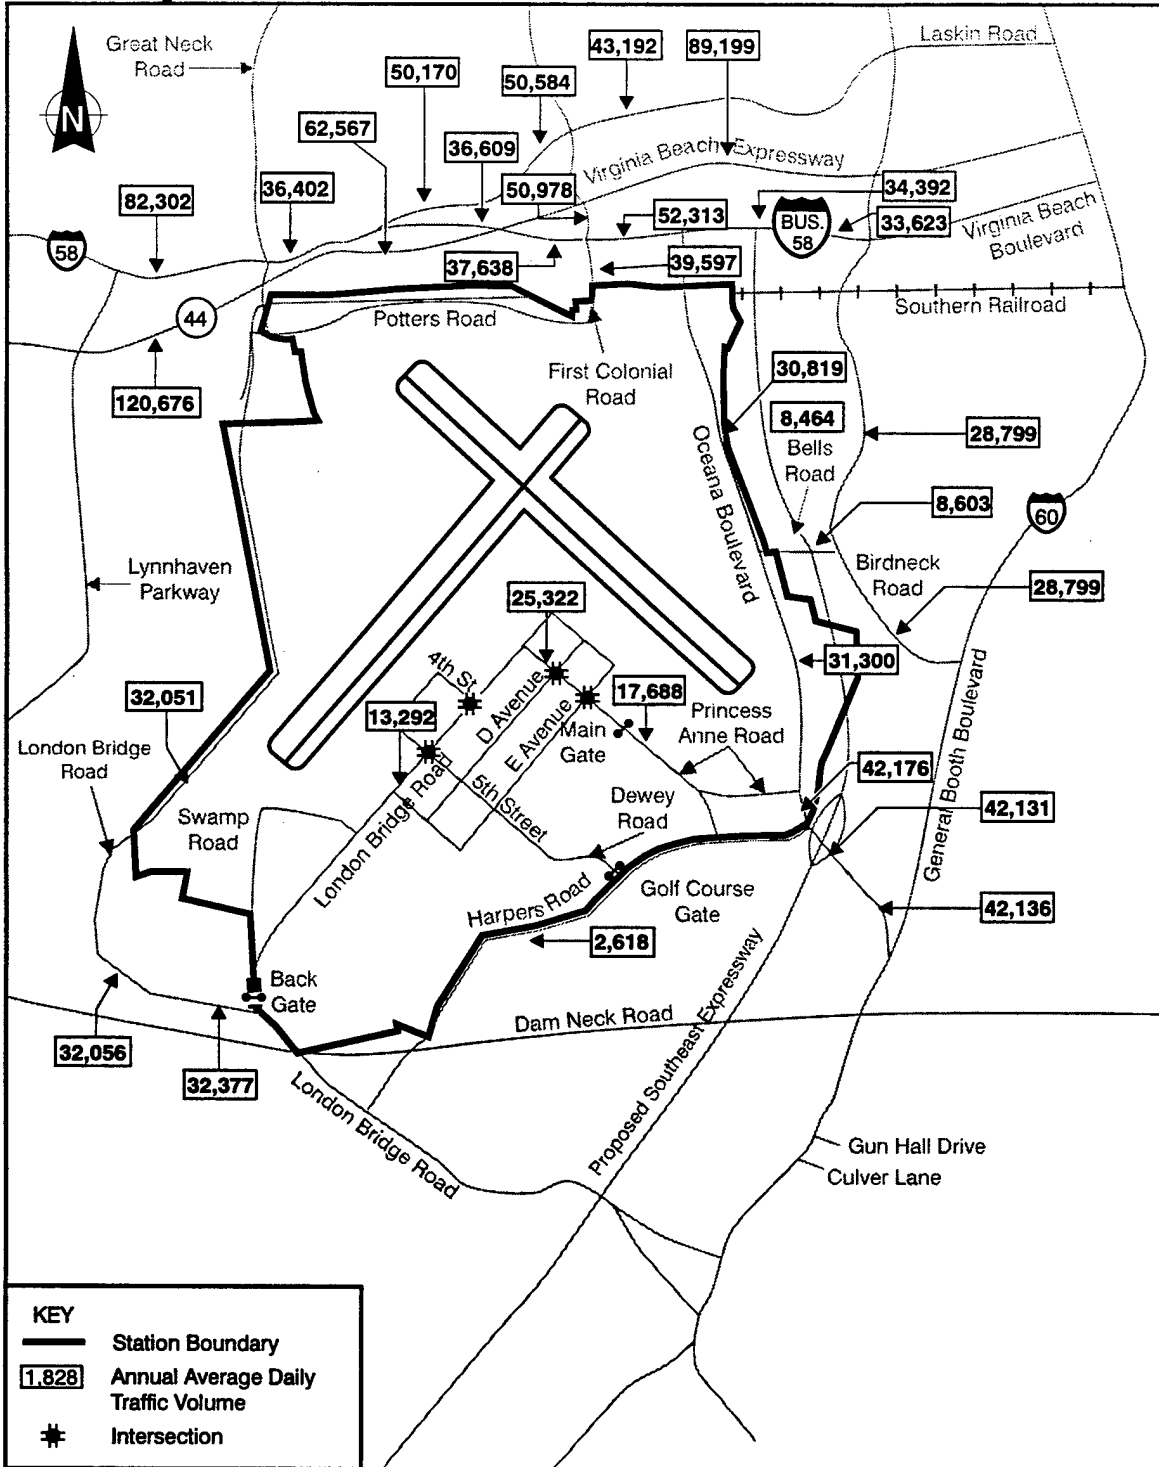 Great Neck
Road
43,192
89,199
Laskin Road
50,170
50,584
N
62,567
36,609
Virginia Beach Expressway
82,302
36,402
50,978
34,392
52,313
BUS.
58
33,623
Virginia Beach
Boulevard
58
37,638
39,597
44
Potters Road
Southern Railroad
First Colonial
Road
30,819
120,676
8,464
Bells
Road
28,799
Oceana Boulevard
8,603
60
Lynnhaven
Parkway
Birdneck
Road
28,799
25,322
31,300
4th St
32,051
13,292
D Avenue
E Avenue
17,688
Main
Gate
Princess
Anne Road
London Bridge
Road
42,176
General Booth Boulevard
Swamp
Road
London Bridge Road
5th Street
Dewey
Road
42,131
Harpers Road
Golf Course
Gate
42,136
2,618
Back
Gate
Dam Neck Road
Proposed Southeast Expressway
32,056
32,377
London Bridge Road
Gun Hall Drive
Culver Lane
KEY
Station Boundary
1,828
Annual Average Daily
Traffic Volume
Intersection